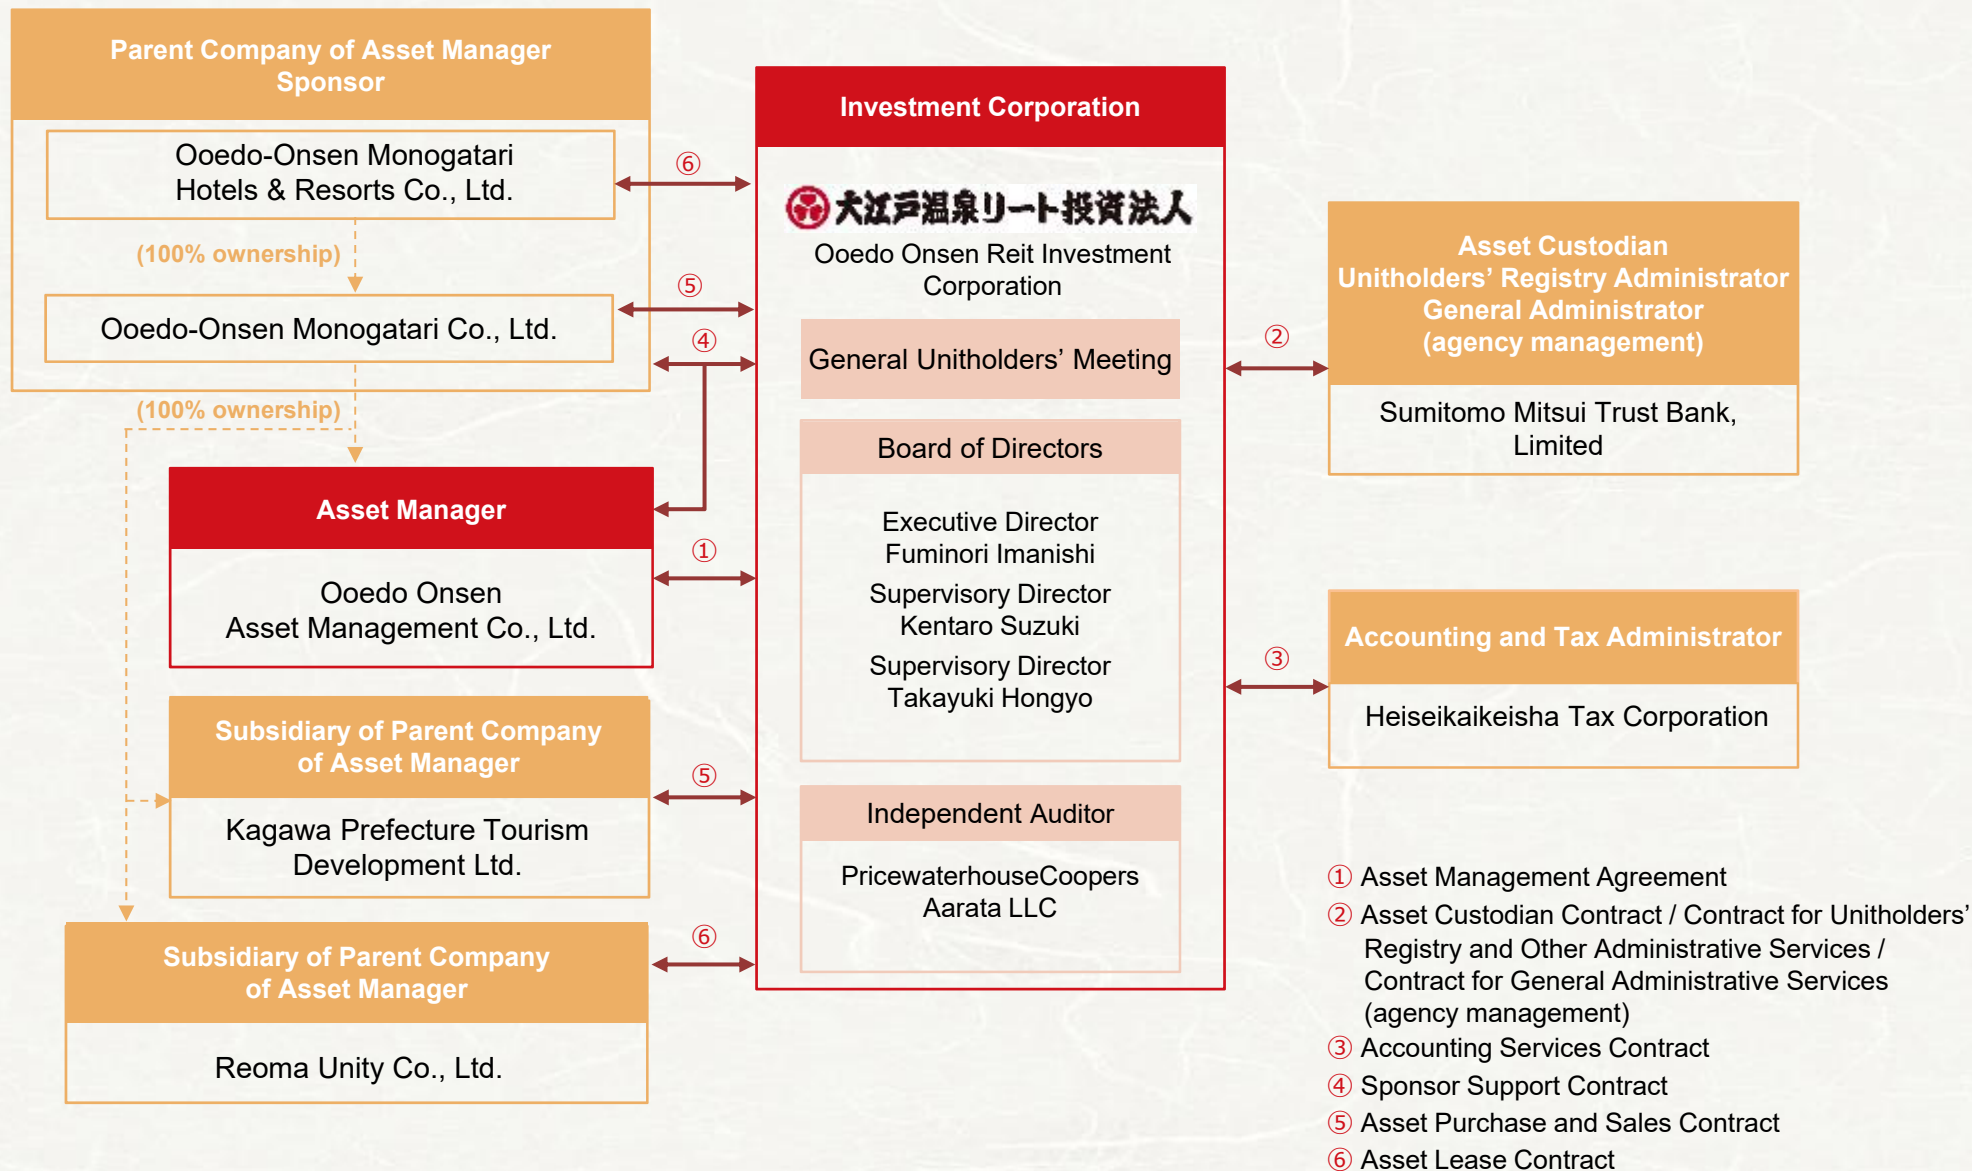 Parent Company of Asset Manager
Sponsor
Ooedo-Onsen Monogatari
Hotels & Resorts Co., Ltd.
(100% ownership)
Ooedo-Onsen Monogatari Co., Ltd.
(100% ownership)
Asset Manager
Ooedo Onsen
Asset Management Co., Ltd.
Subsidiary of Parent Company
of Asset Manager
Kagawa Prefecture Tourism
Development Ltd.
Subsidiary of Parent Company
of Asset Manager
Reoma Unity Co., Ltd.
⑥
⑤
④
①
⑤
⑥
Investment Corporation
大江戸温泉リート投資法人
Ooedo Onsen Reit Investment
Corporation
General Unitholders’ Meeting
Board of Directors
Executive Director
Fuminori Imanishi
Supervisory Director
Kentaro Suzuki
Supervisory Director
Takayuki Hongyo
Independent Auditor
PricewaterhouseCoopers
Aarata LLC
②
③
Asset Custodian
Unitholders’ Registry Administrator
General Administrator
(agency management)
Sumitomo Mitsui Trust Bank,
Limited
Accounting and Tax Administrator
Heiseikaikeisha Tax Corporation
① Asset Management Agreement
② Asset Custodian Contract / Contract for Unitholders’
Registry and Other Administrative Services /
Contract for General Administrative Services
(agency management)
③ Accounting Services Contract
④ Sponsor Support Contract
⑤ Asset Purchase and Sales Contract
⑥ Asset Lease Contract